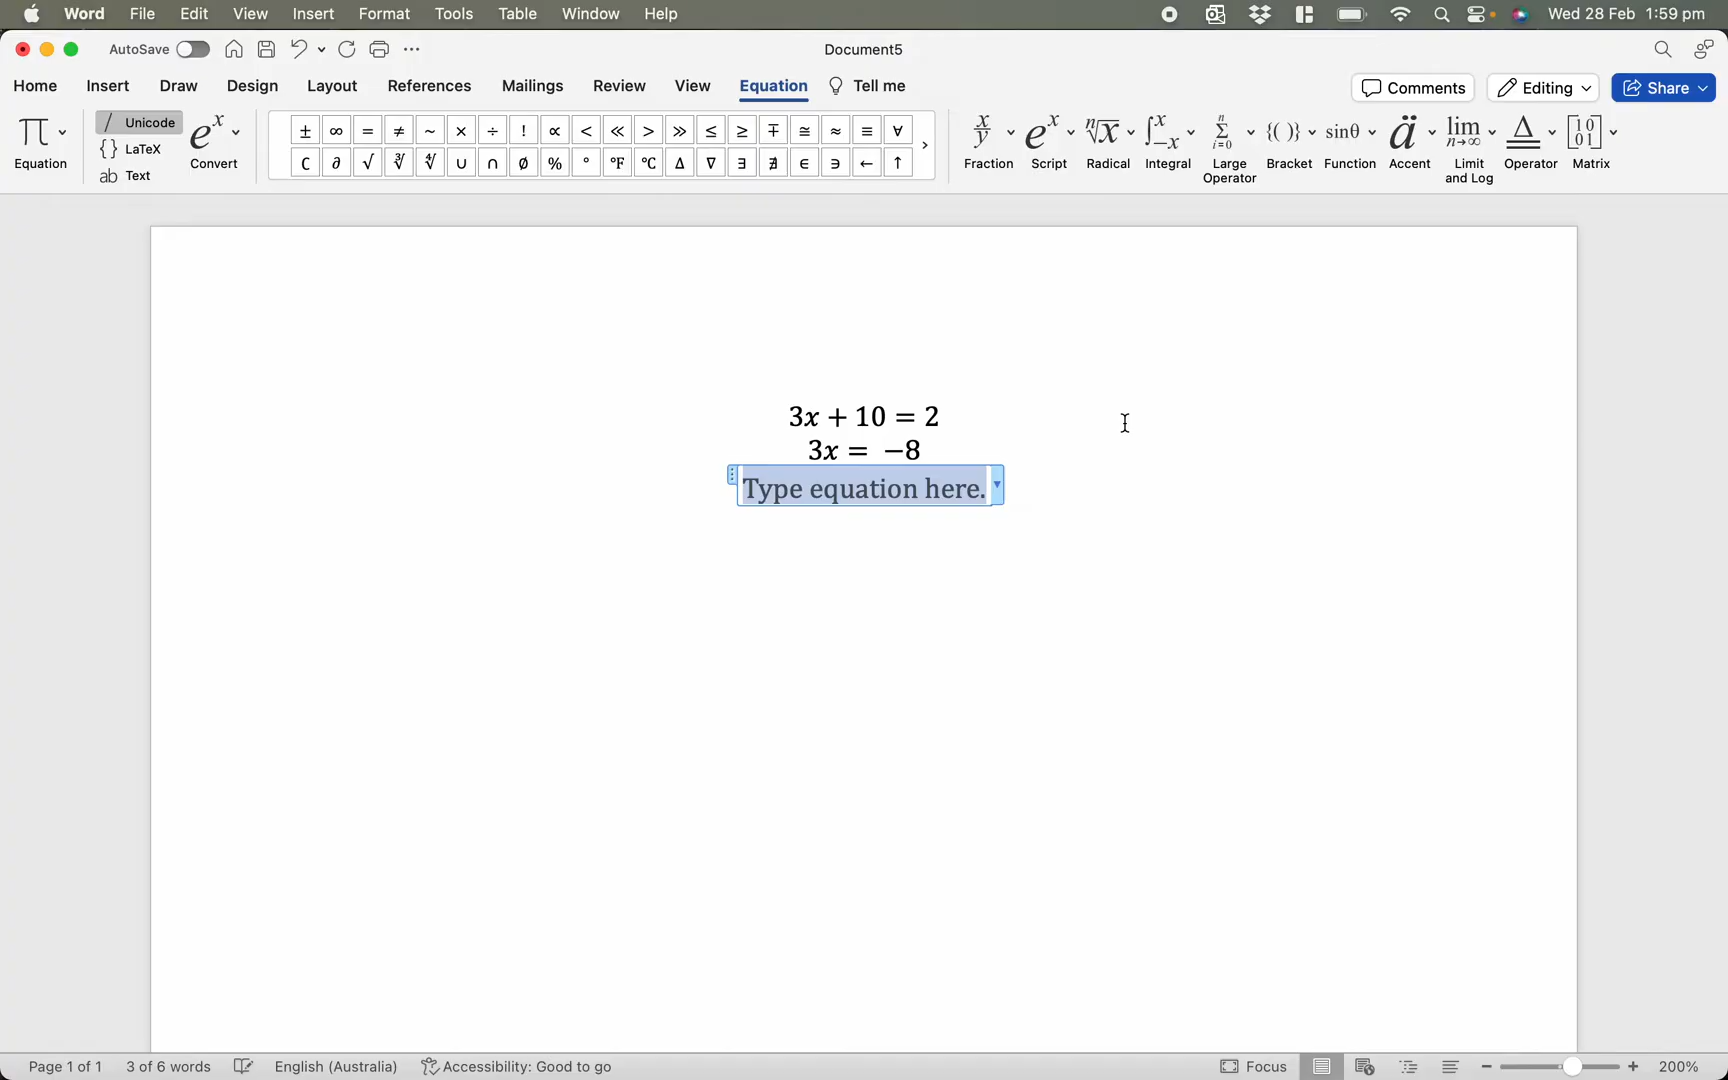 Word File Edit View Insert Format Tools Table Window Help Wed 28 Feb 1:59 pm
AutoSave Document5
Home Insert Draw Design Layout References Mailings Review View Equation Tell me Comments Editing Share
π Equation
/ Unicode
{} LaTeX
ab Text
eˣ Convert
± ∞ = ≠ ~ × ÷ ! ∝ < ≪ > ≫ ≤ ≥ ∓ ≅ ≈ ≡ ∀
∁ ∂ √ ∛ ∜ ∪ ∩ ∅ % ° °F °C ∆ ∇ ∃ ∄ ∈ ∋ ← ↑
Fraction Script Radical Integral Large Operator Bracket Function Accent Limit and Log Operator Matrix
3x + 10 = 2
3x = −8
Type equation here.
Page 1 of 1 3 of 6 words English (Australia) Accessibility: Good to go Focus 200%